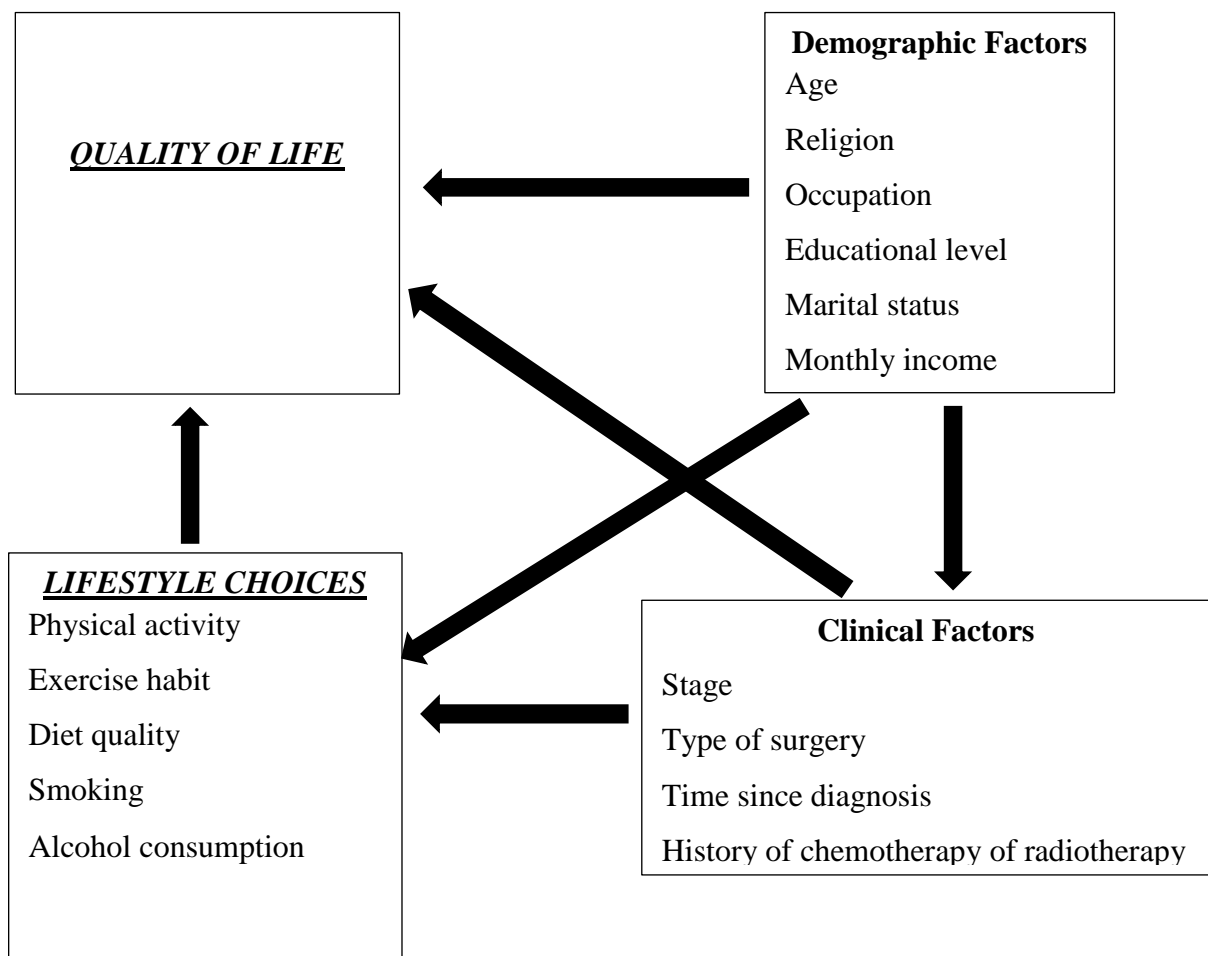 QUALITY OF LIFE
Demographic Factors
Age
Religion
Occupation
Educational level
Marital status
Monthly income
LIFESTYLE CHOICES
Physical activity
Exercise habit
Diet quality
Smoking
Alcohol consumption
Clinical Factors
Stage
Type of surgery
Time since diagnosis
History of chemotherapy of radiotherapy